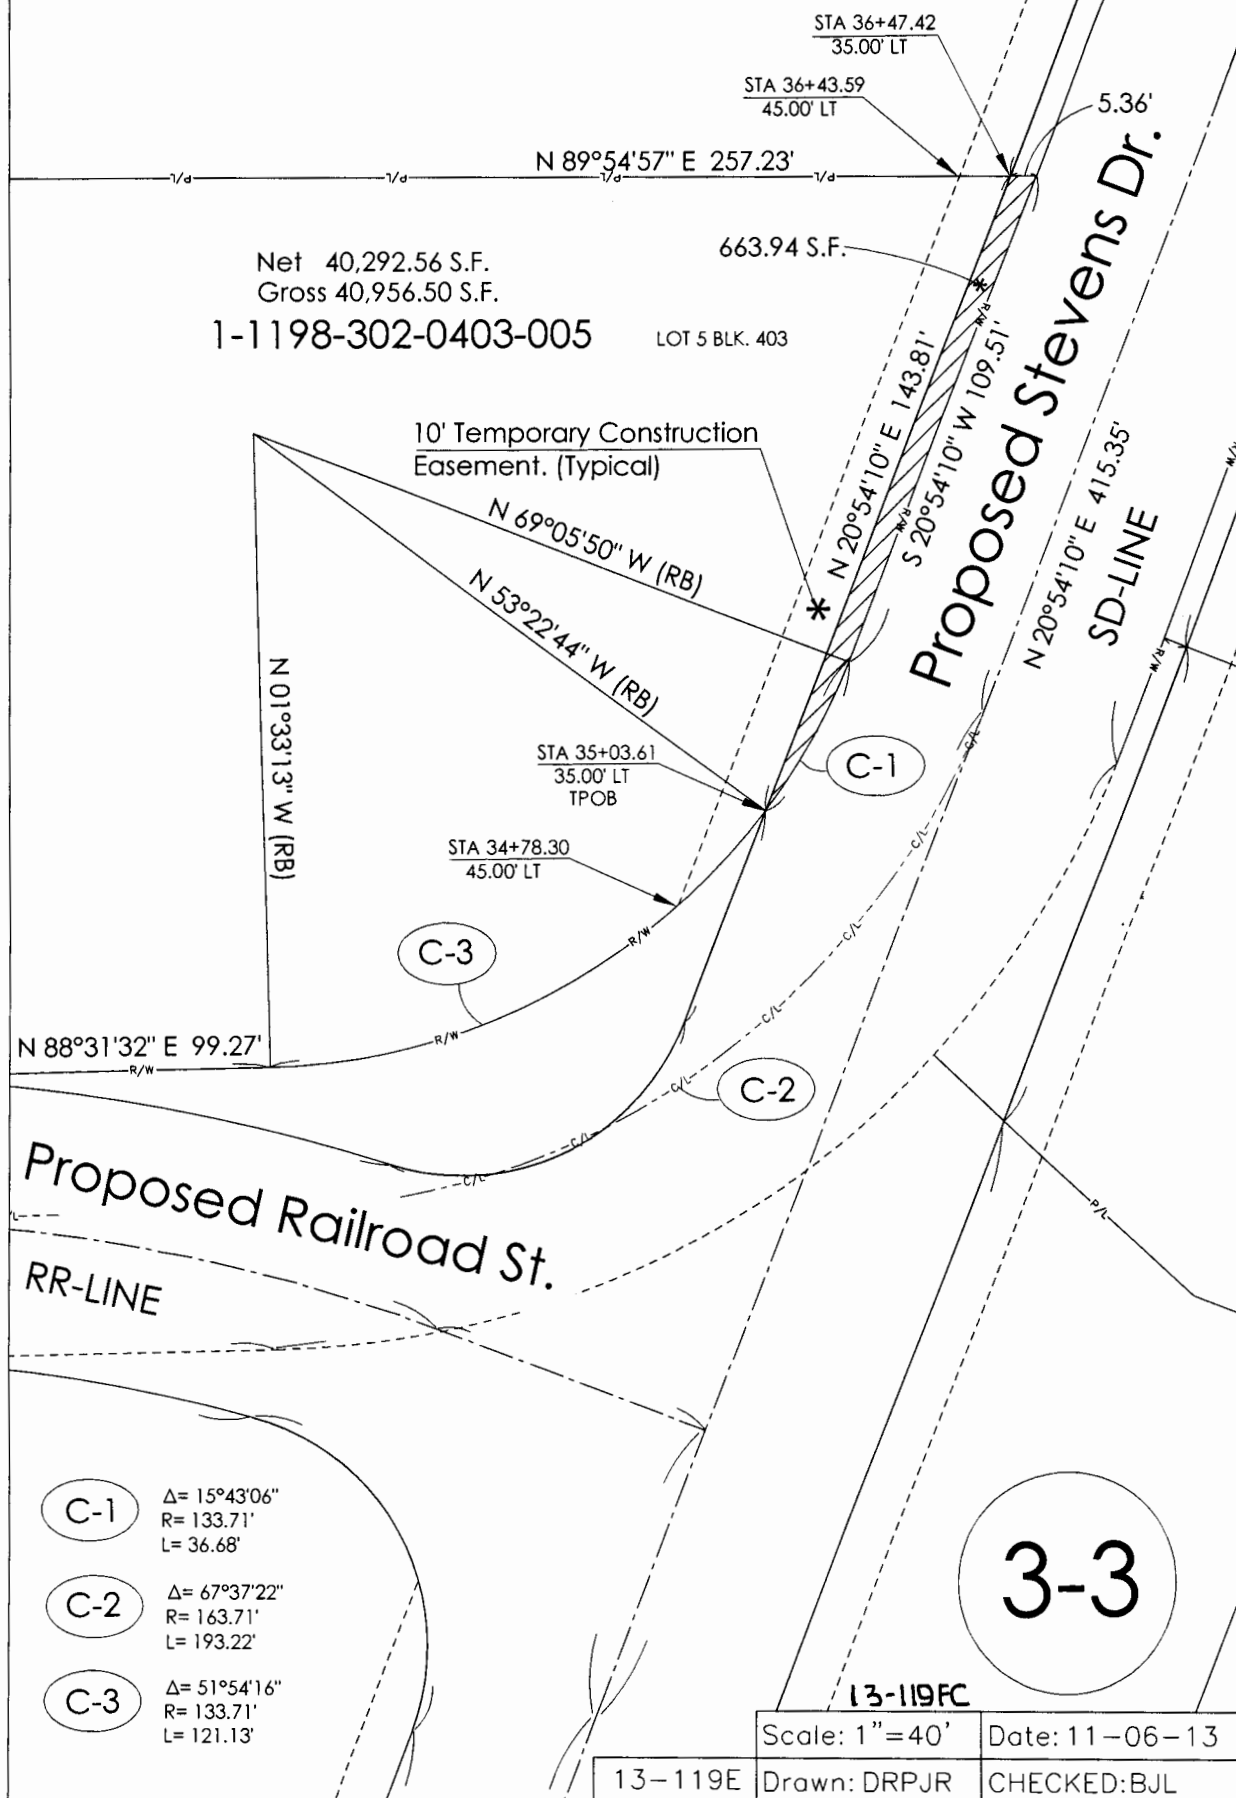 STA 36+47.42
35.00' LT
STA 36+43.59
45.00' LT
5.36'
N 89°54'57" E 257.23'
P/L P/L P/L P/L
Net 40,292.56 S.F.
Gross 40,956.50 S.F.
1-1198-302-0403-005
LOT 5 BLK. 403
663.94 S.F.
*
R/W
10' Temporary Construction
Easement. (Typical)
*
N 20°54'10" E 143.81'
S 20°54'10" W 109.51'
R/W
Proposed Stevens Dr.
N 20°54'10" E 415.35'
SD-LINE
R/W
R/W
N 69°05'50" W (RB)
N 53°22'44" W (RB)
N 01°33'13" W (RB)
STA 35+03.61
35.00' LT
TPOB
C-1
C/L
C/L
STA 34+78.30
45.00' LT
C-3
R/W
C/L
R/W
C/L
N 88°31'32" E 99.27'
R/W
C/L
C-2
C/L
C/L
P/L
Proposed Railroad St.
RR-LINE
C-1
Δ= 15°43'06"
R= 133.71'
L= 36.68'
C-2
Δ= 67°37'22"
R= 163.71'
L= 193.22'
C-3
Δ= 51°54'16"
R= 133.71'
L= 121.13'
3-3
13-119FC
Scale: 1"=40' Date: 11-06-13
13-119E Drawn: DRPJR CHECKED:BJL